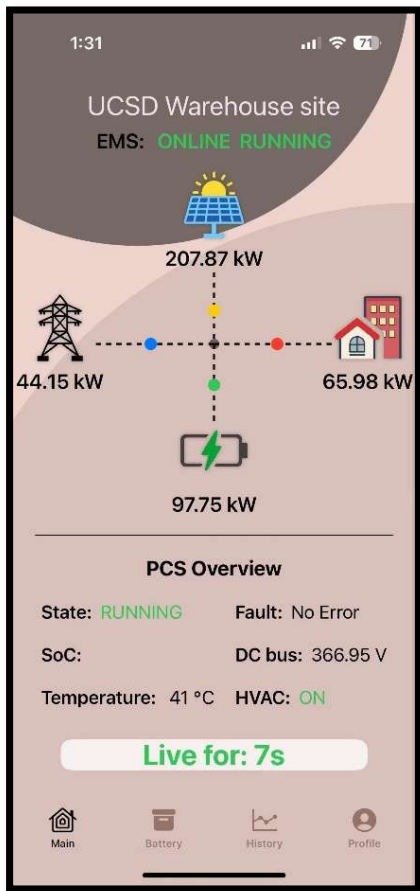 1:31
71
UCSD Warehouse site
EMS: ONLINE RUNNING
207.87 kW
44.15 kW
65.98 kW
97.75 kW
PCS Overview
State: RUNNING
Fault: No Error
SoC:
DC bus: 366.95 V
Temperature: 41 °C
HVAC: ON
Live for: 7s
Main
Battery
History
Profile